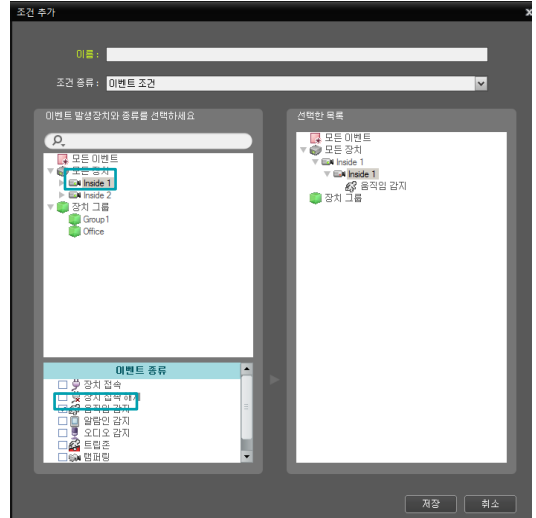 조건 추가
이름 :
조건 종류 : 이벤트 조건
이벤트 발생장치와 종류를 선택하세요
모든 이벤트
모든 장치
Inside 1
Inside 2
장치 그룹
Group1
Office
이벤트 종류
장치 접속
장치 접속 해제
움직임 감지
알람인 감지
오디오 감지
트립존
탬퍼링
선택한 목록
모든 이벤트
모든 장치
Inside 1
Inside 1
움직임 감지
장치 그룹
저장
취소